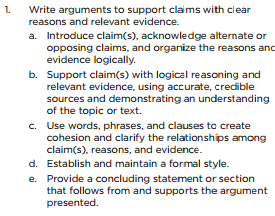 1. Write arguments to support claims with clear
reasons and relevant evidence.
a. Introduce claim(s), acknowledge alternate or
opposing claims, and organize the reasons and
evidence logically.
b. Support claim(s) with logical reasoning and
relevant evidence, using accurate, credible
sources and demonstrating an understanding
of the topic or text.
c. Use words, phrases, and clauses to create
cohesion and clarify the relationships among
claim(s), reasons, and evidence.
d. Establish and maintain a formal style.
e. Provide a concluding statement or section
that follows from and supports the argument
presented.